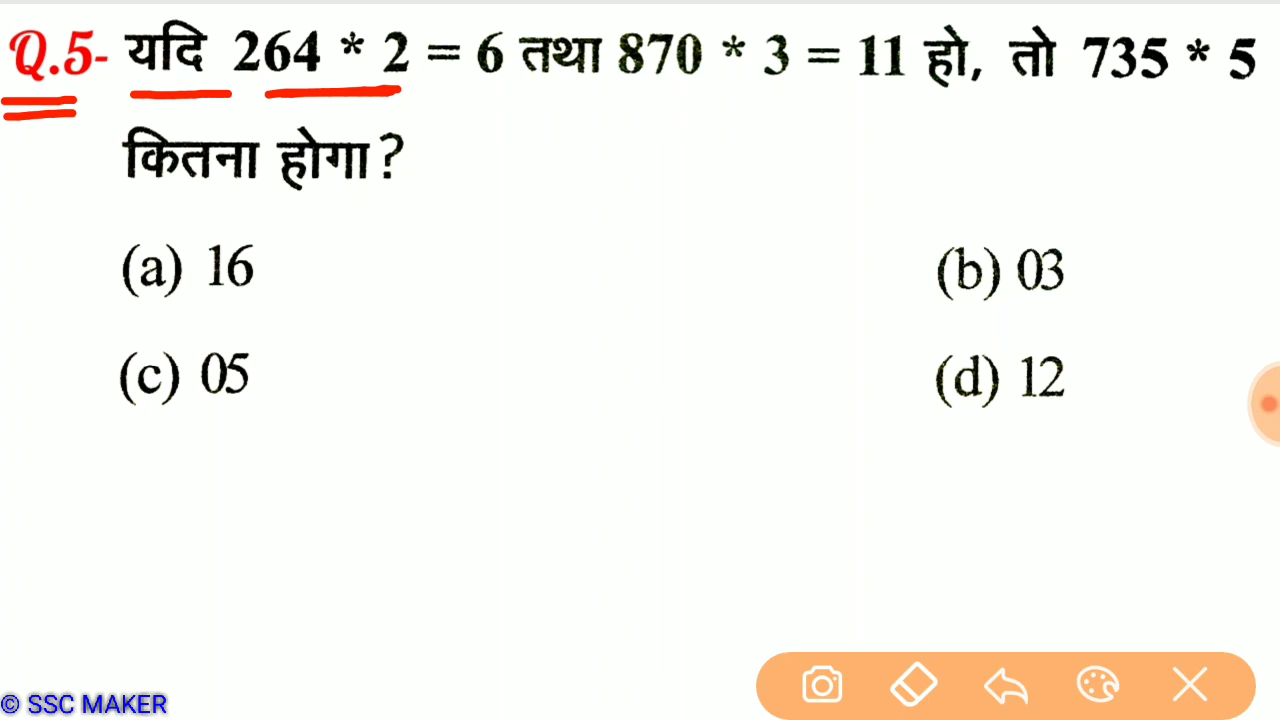 Q.5- यदि 264 * 2 = 6 तथा 870 * 3 = 11 हो, तो 735 * 5
कितना होगा?
(a) 16 (b) 03
(c) 05 (d) 12
© SSC MAKER